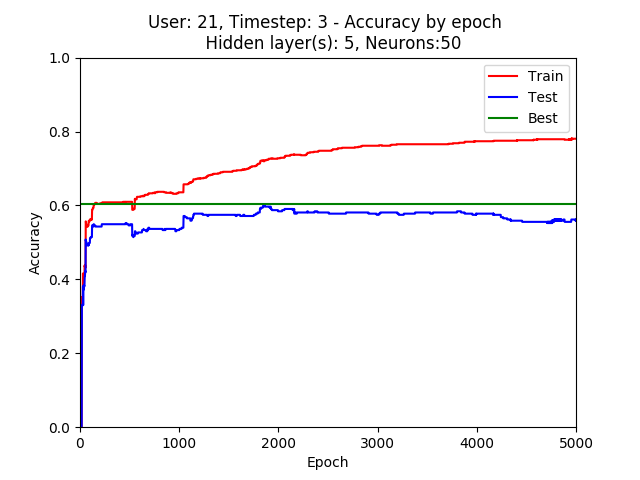 User: 21, Timestep: 3 - Accuracy by epoch
Hidden layer(s): 5, Neurons:50
Train
Test
Best
Accuracy
1.0
0.8
0.6
0.4
0.2
0.0
0 1000 2000 3000 4000 5000
Epoch